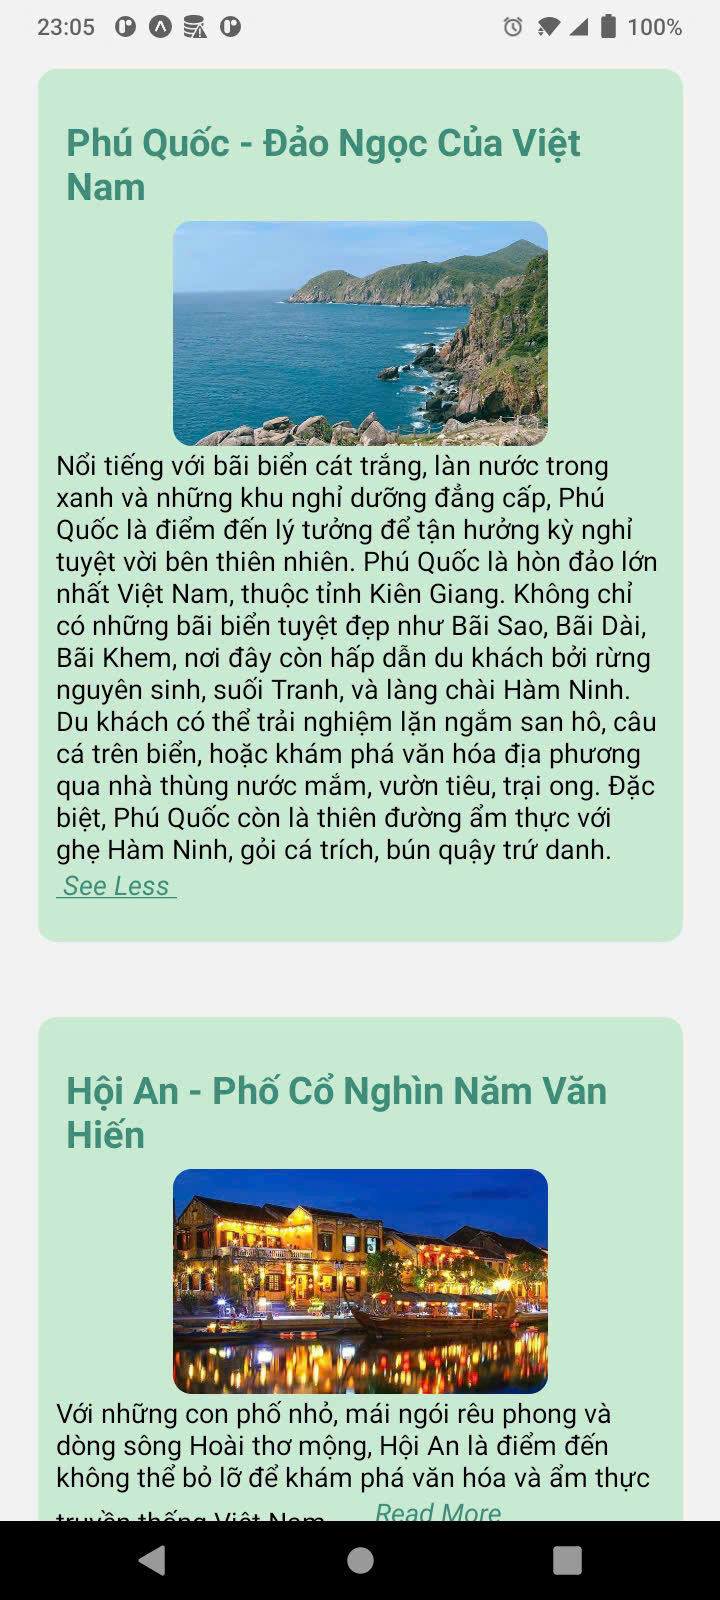 23:05
100%
Phú Quốc - Đảo Ngọc Của Việt
Nam
Nổi tiếng với bãi biển cát trắng, làn nước trong
xanh và những khu nghỉ dưỡng đẳng cấp, Phú
Quốc là điểm đến lý tưởng để tận hưởng kỳ nghỉ
tuyệt vời bên thiên nhiên. Phú Quốc là hòn đảo lớn
nhất Việt Nam, thuộc tỉnh Kiên Giang. Không chỉ
có những bãi biển tuyệt đẹp như Bãi Sao, Bãi Dài,
Bãi Khem, nơi đây còn hấp dẫn du khách bởi rừng
nguyên sinh, suối Tranh, và làng chài Hàm Ninh.
Du khách có thể trải nghiệm lặn ngắm san hô, câu
cá trên biển, hoặc khám phá văn hóa địa phương
qua nhà thùng nước mắm, vườn tiêu, trại ong. Đặc
biệt, Phú Quốc còn là thiên đường ẩm thực với
ghẹ Hàm Ninh, gỏi cá trích, bún quậy trứ danh.
See Less
Hội An - Phố Cổ Nghìn Năm Văn
Hiến
Với những con phố nhỏ, mái ngói rêu phong và
dòng sông Hoài thơ mộng, Hội An là điểm đến
không thể bỏ lỡ để khám phá văn hóa và ẩm thực
truyền thống Việt Nam Read More